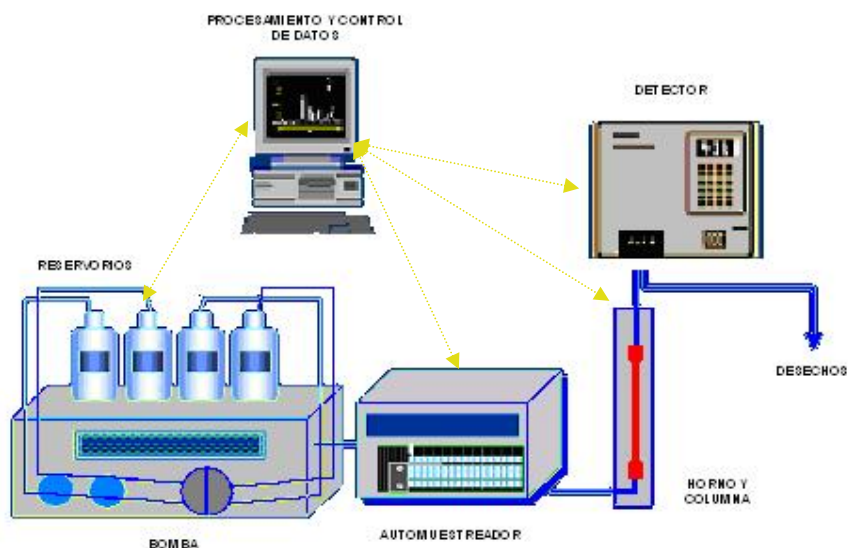 PROCESAMIENTO Y CONTROL
DE DATOS
DETECTOR
RESERVORIOS
DESECHOS
HORNO Y
COLUMNA
AUTOMUESTREADOR
BOMBA